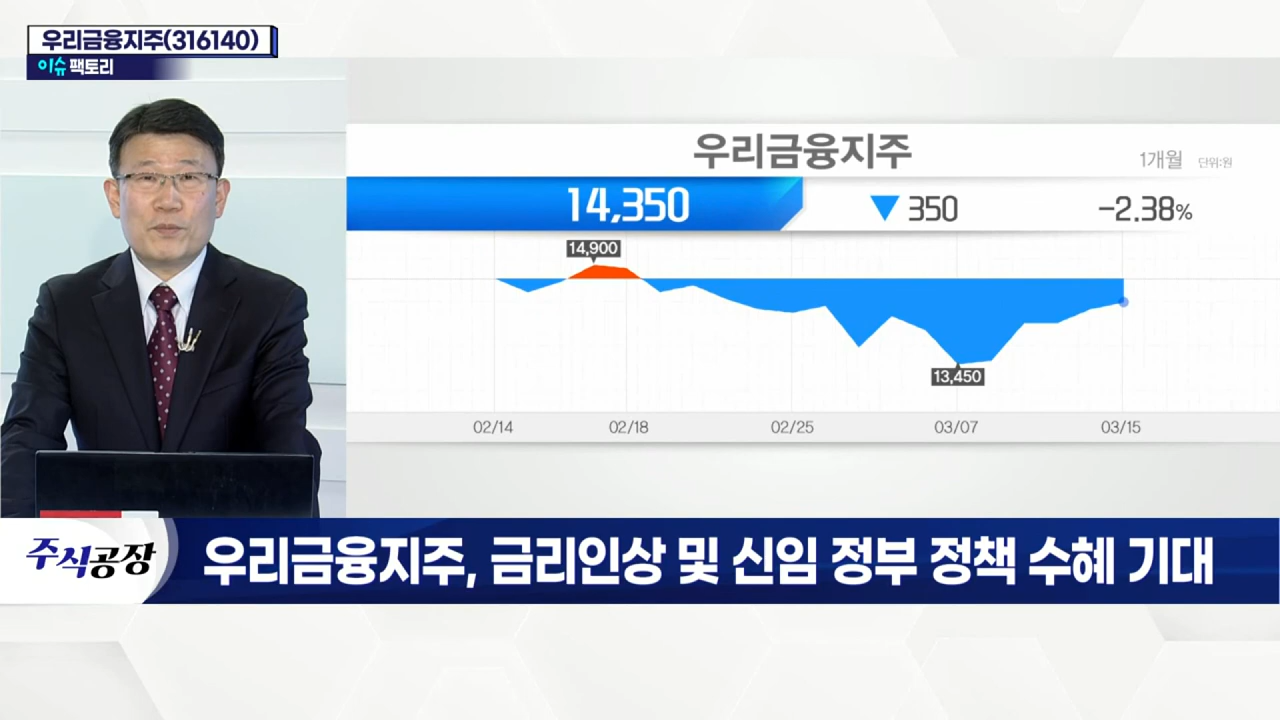 우리금융지주(316140)
이슈 팩토리
우리금융지주
1개월 단위:원
14,350 ▼ 350 -2.38%
14,900
13,450
02/14 02/18 02/25 03/07 03/15
주식공장
우리금융지주, 금리인상 및 신임 정부 정책 수혜 기대